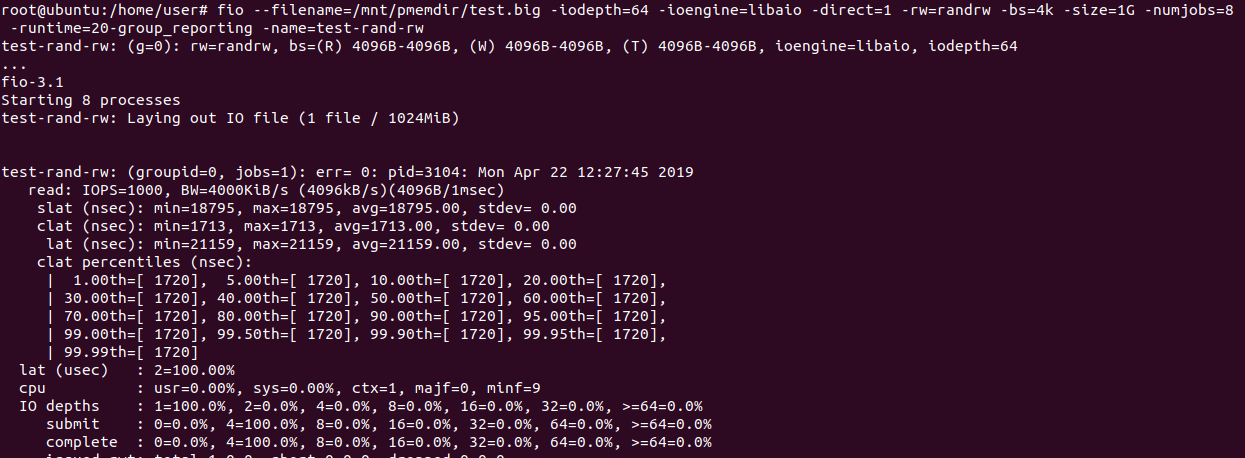 root@ubuntu:/home/user# fio --filename=/mnt/pmemdir/test.big -iodepth=64 -ioengine=libaio -direct=1 -rw=randrw -bs=4k -size=1G -numjobs=8
 -runtime=20-group_reporting -name=test-rand-rw
test-rand-rw: (g=0): rw=randrw, bs=(R) 4096B-4096B, (W) 4096B-4096B, (T) 4096B-4096B, ioengine=libaio, iodepth=64
...
fio-3.1
Starting 8 processes
test-rand-rw: Laying out IO file (1 file / 1024MiB)
test-rand-rw: (groupid=0, jobs=1): err= 0: pid=3104: Mon Apr 22 12:27:45 2019
   read: IOPS=1000, BW=4000KiB/s (4096kB/s)(4096B/1msec)
    slat (nsec): min=18795, max=18795, avg=18795.00, stdev= 0.00
    clat (nsec): min=1713, max=1713, avg=1713.00, stdev= 0.00
     lat (nsec): min=21159, max=21159, avg=21159.00, stdev= 0.00
    clat percentiles (nsec):
     |  1.00th=[ 1720],  5.00th=[ 1720], 10.00th=[ 1720], 20.00th=[ 1720],
     | 30.00th=[ 1720], 40.00th=[ 1720], 50.00th=[ 1720], 60.00th=[ 1720],
     | 70.00th=[ 1720], 80.00th=[ 1720], 90.00th=[ 1720], 95.00th=[ 1720],
     | 99.00th=[ 1720], 99.50th=[ 1720], 99.90th=[ 1720], 99.95th=[ 1720],
     | 99.99th=[ 1720]
  lat (usec)   : 2=100.00%
  cpu          : usr=0.00%, sys=0.00%, ctx=1, majf=0, minf=9
  IO depths    : 1=100.0%, 2=0.0%, 4=0.0%, 8=0.0%, 16=0.0%, 32=0.0%, >=64=0.0%
     submit    : 0=0.0%, 4=100.0%, 8=0.0%, 16=0.0%, 32=0.0%, 64=0.0%, >=64=0.0%
     complete  : 0=0.0%, 4=100.0%, 8=0.0%, 16=0.0%, 32=0.0%, 64=0.0%, >=64=0.0%